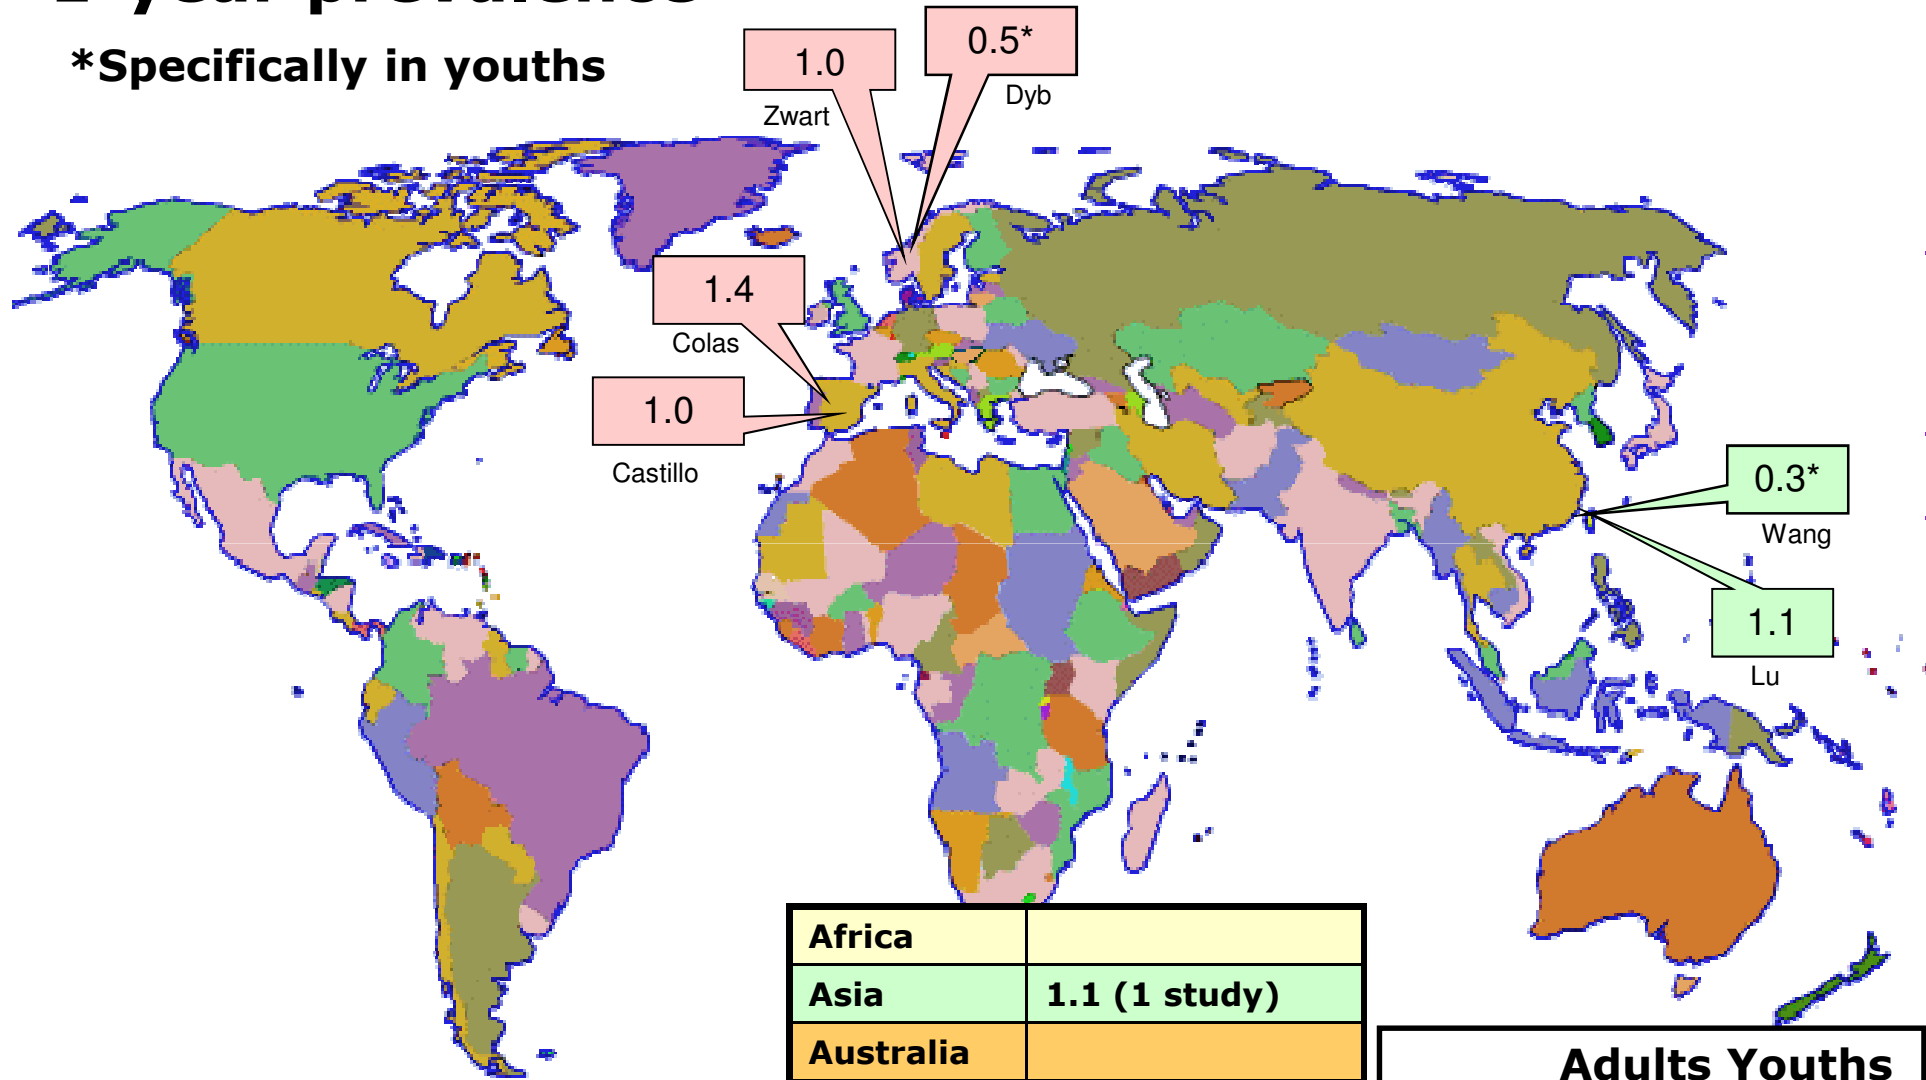 *Specifically in youths
1.0
Zwart
0.5*
Dyb
1.4
Colas
1.0
Castillo
0.3*
Wang
1.1
Lu
Africa
Asia 1.1 (1 study)
Australia
Adults Youths